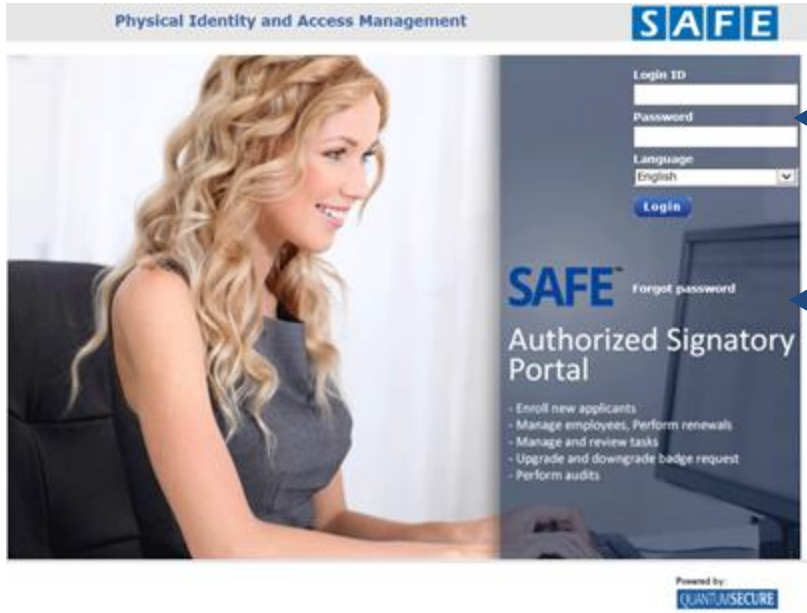 Physical Identity and Access Management
SAFE
Login ID
Password
Language
English
Login
SAFE™
Forgot password
Authorized Signatory
Portal
- Enroll new applicants
- Manage employees, Perform renewals
- Manage and review tasks
- Upgrade and downgrade badge request
- Perform audits
Powered by:
QUANTUMSECURE